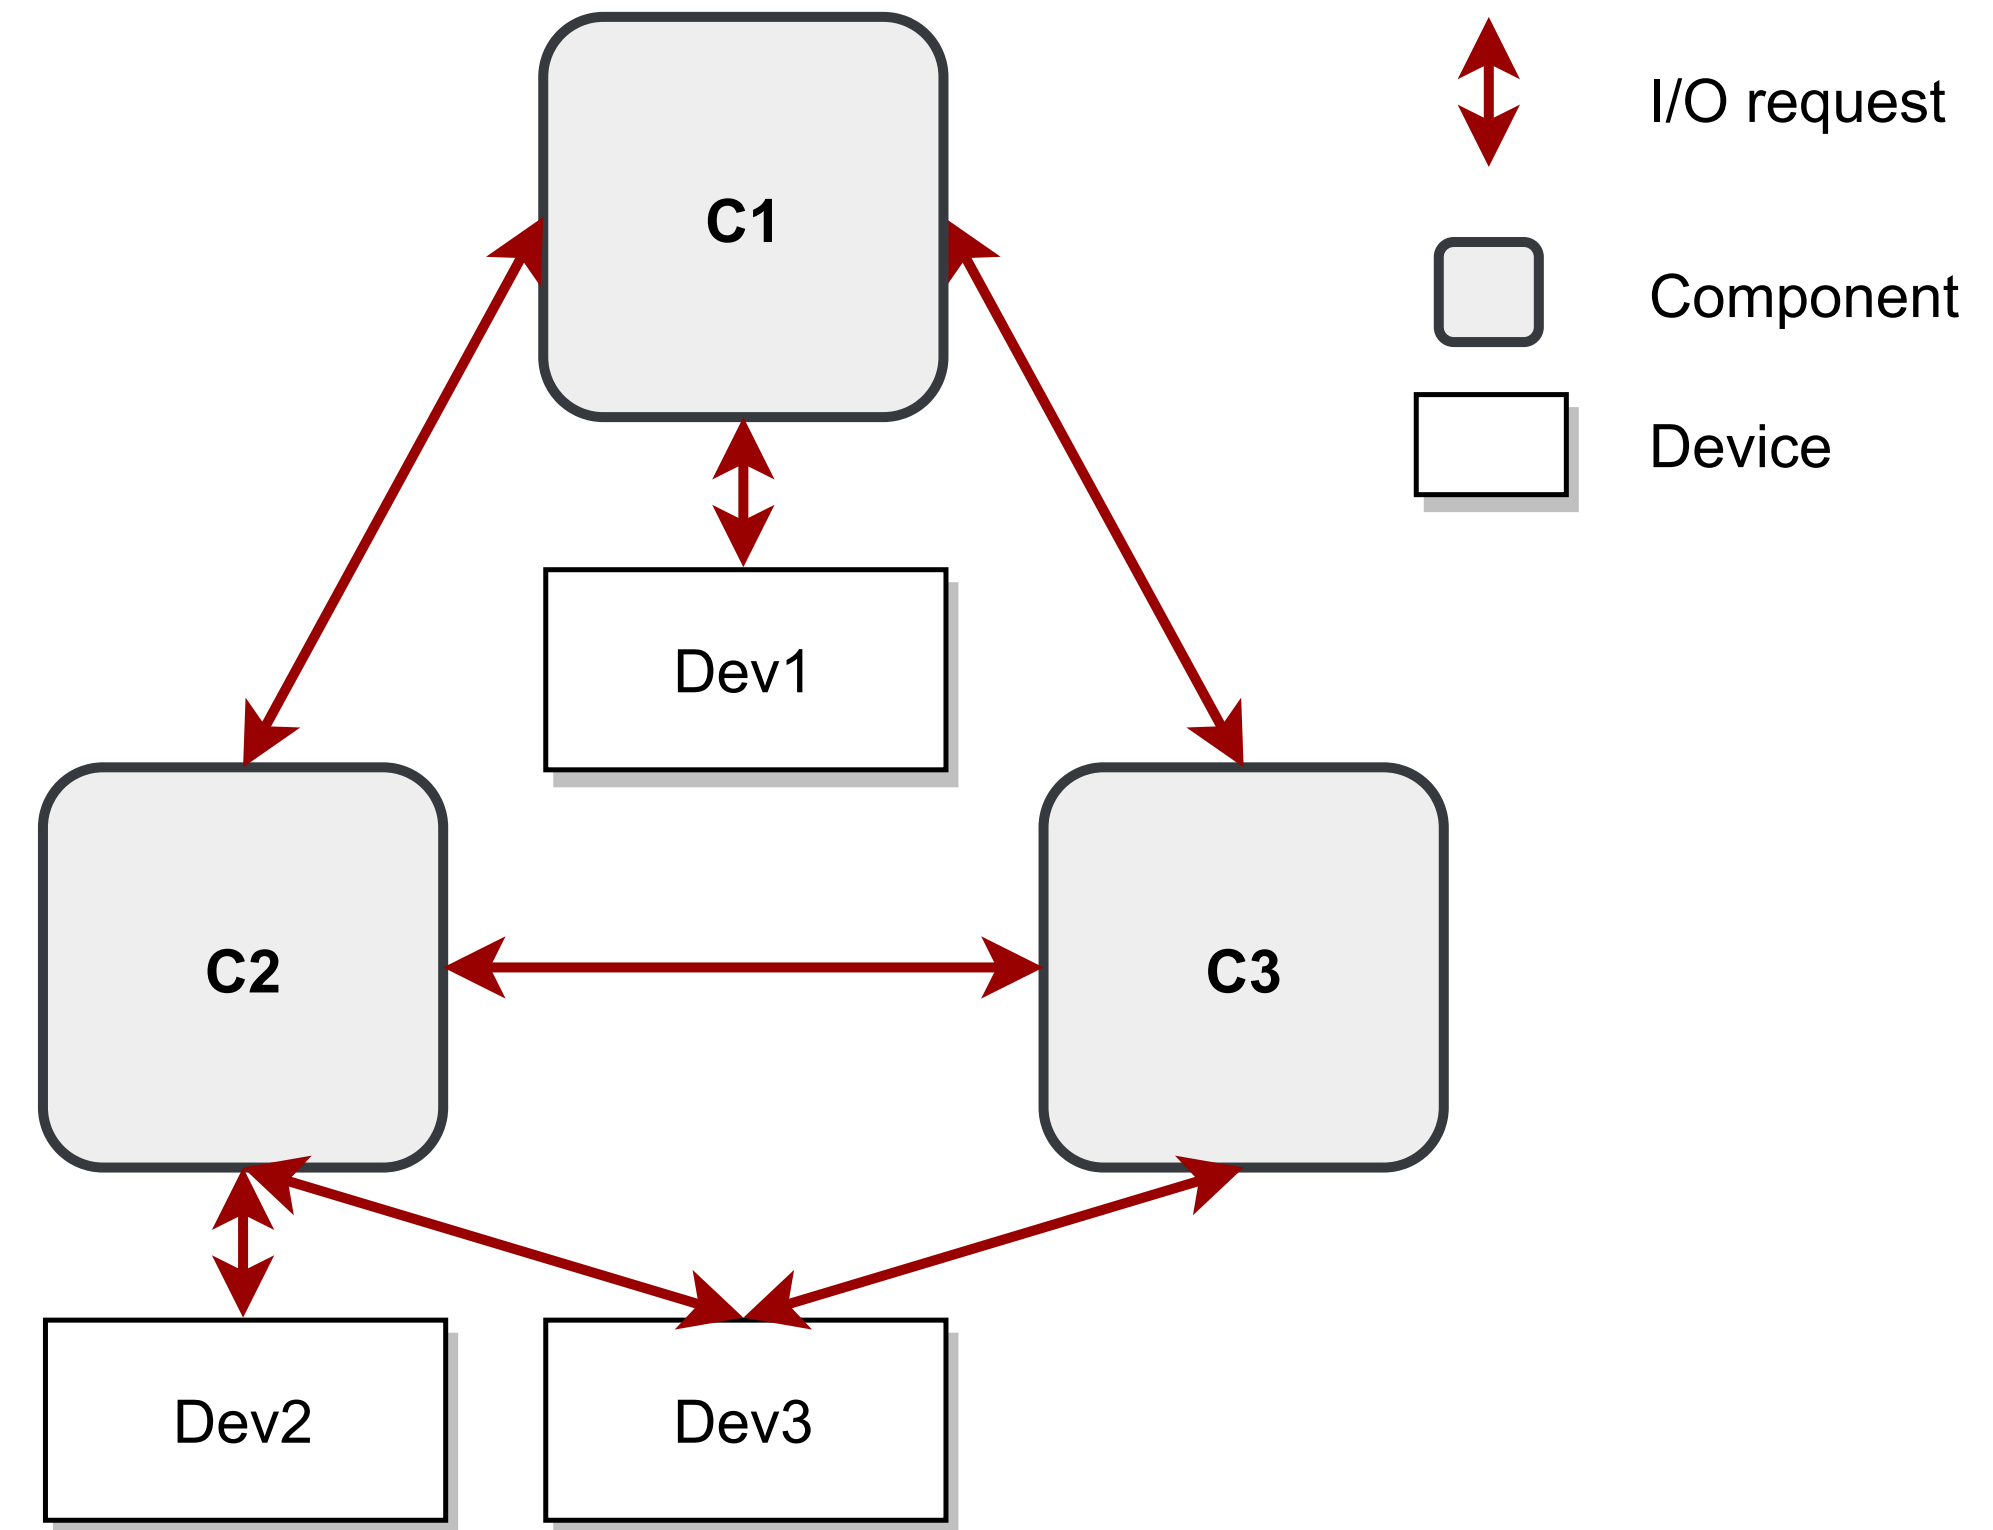 C1
I/O request
Component
Device
Dev1
C2
C3
Dev2
Dev3